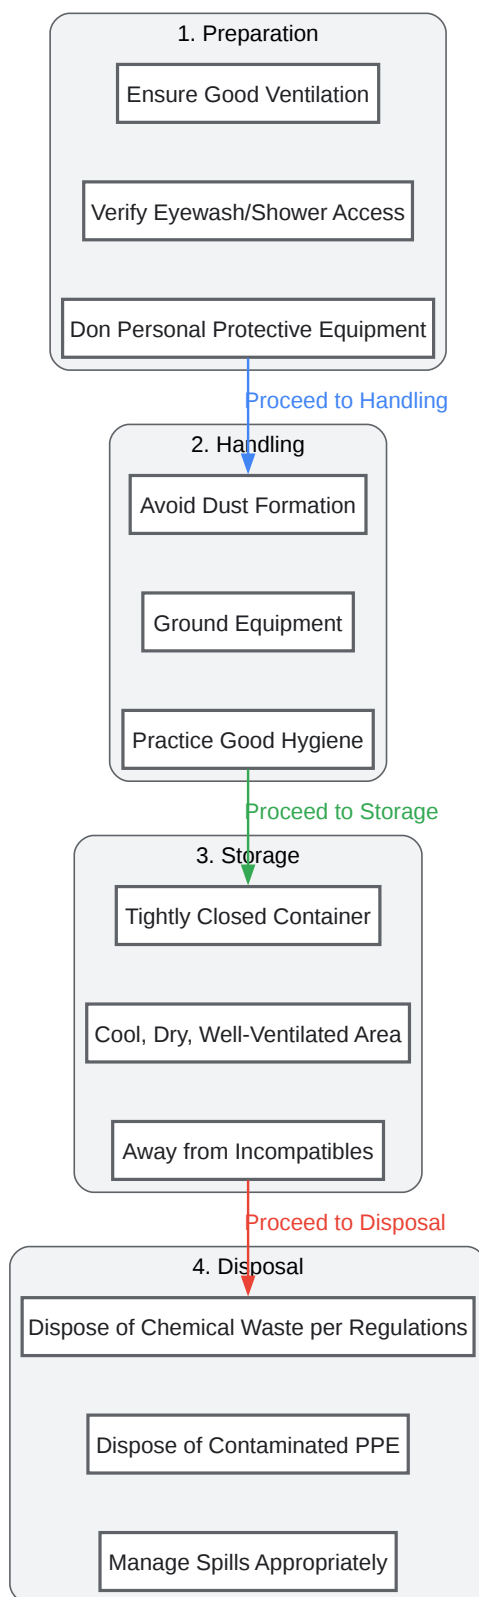 1. Preparation
Ensure Good Ventilation
Verify Eyewash/Shower Access
Don Personal Protective Equipment
Proceed to Handling
2. Handling
Avoid Dust Formation
Ground Equipment
Practice Good Hygiene
Proceed to Storage
3. Storage
Tightly Closed Container
Cool, Dry, Well-Ventilated Area
Away from Incompatibles
Proceed to Disposal
4. Disposal
Dispose of Chemical Waste per Regulations
Dispose of Contaminated PPE
Manage Spills Appropriately